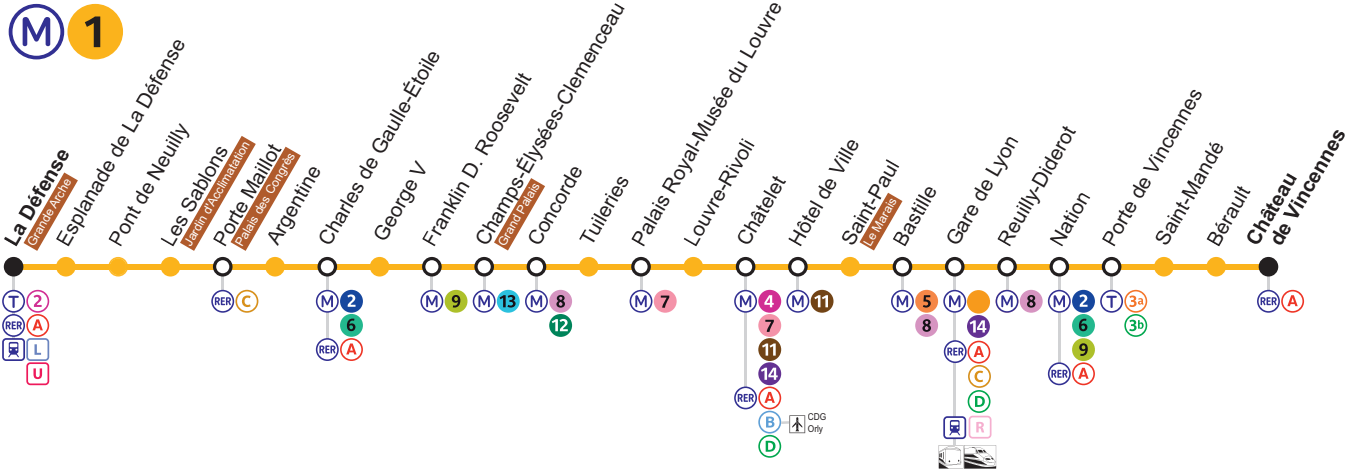 M 1
La Défense
Grande Arche
Esplanade de La Défense
Pont de Neuilly
Les Sablons
Jardin d'Acclimatation
Porte Maillot
Palais des Congrès
Argentine
Charles de Gaulle-Étoile
George V
Franklin D. Roosevelt
Champs-Élysées-Clemenceau
Grand Palais
Concorde
Tuileries
Palais Royal-Musée du Louvre
Louvre-Rivoli
Châtelet
Hôtel de Ville
Saint-Paul
Le Marais
Bastille
Gare de Lyon
Reuilly-Diderot
Nation
Porte de Vincennes
Saint-Mandé
Bérault
Château
de Vincennes
T 2
RER A
L
U
RER C
M 2
6
RER A
M 9
M 13
M 8
12
M 7
M 4
7
11
14
RER A
B CDG
Orly
D
M 11
M 5
8
M
14
RER A
C
D
R
M 8
M 2
6
9
RER A
T 3a
3b
RER A